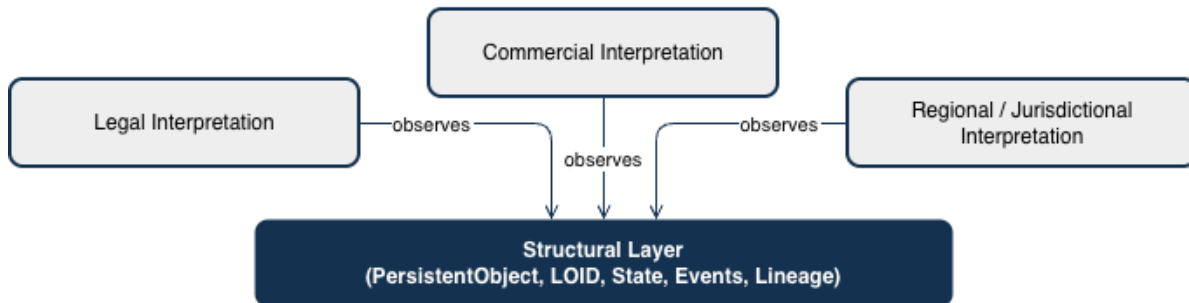 Commercial Interpretation
Legal Interpretation
Regional / Jurisdictional
Interpretation
observes
observes
observes
Structural Layer
(PersistentObject, LOID, State, Events, Lineage)